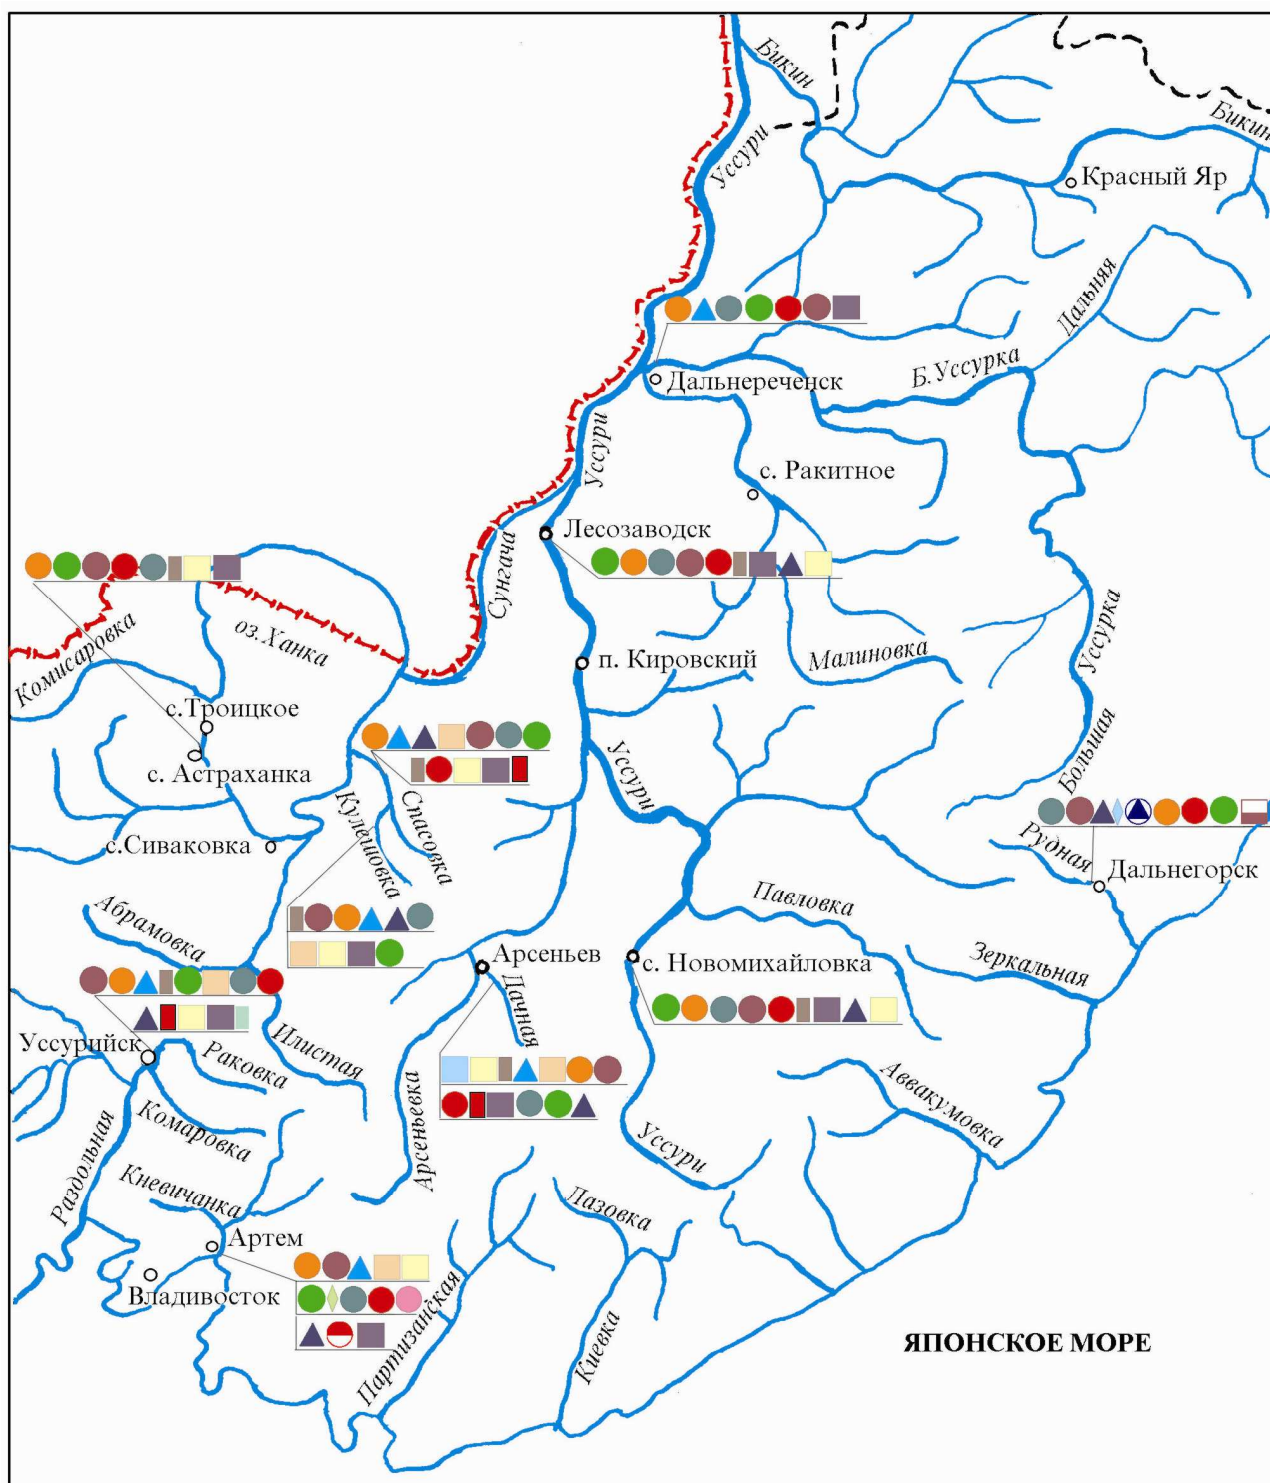 Бикин
Уссури
Бикин
Красный Яр
Дальняя
Б.Уссурка
Дальнереченск
Уссури
с. Ракитное
Лесозаводск
Сунгача
оз.Ханка
Комисаровка
п. Кировский
Малиновка
Уссурка
Большая
с.Троицкое
с. Астраханка
Уссури
Спасовка
Кулешовка
с.Сиваковка
Рудная
Дальнегорск
Абрамовка
Павловка
Арсеньев
с. Новомихайловка
Зеркальная
Дачная
Уссурийск
Раковка
Илистая
Аввакумовка
Комаровка
Арсеньевка
Уссури
Раздольная
Кневичанка
Лазовка
Артем
Владивосток
Партизанская
Киевка
ЯПОНСКОЕ МОРЕ